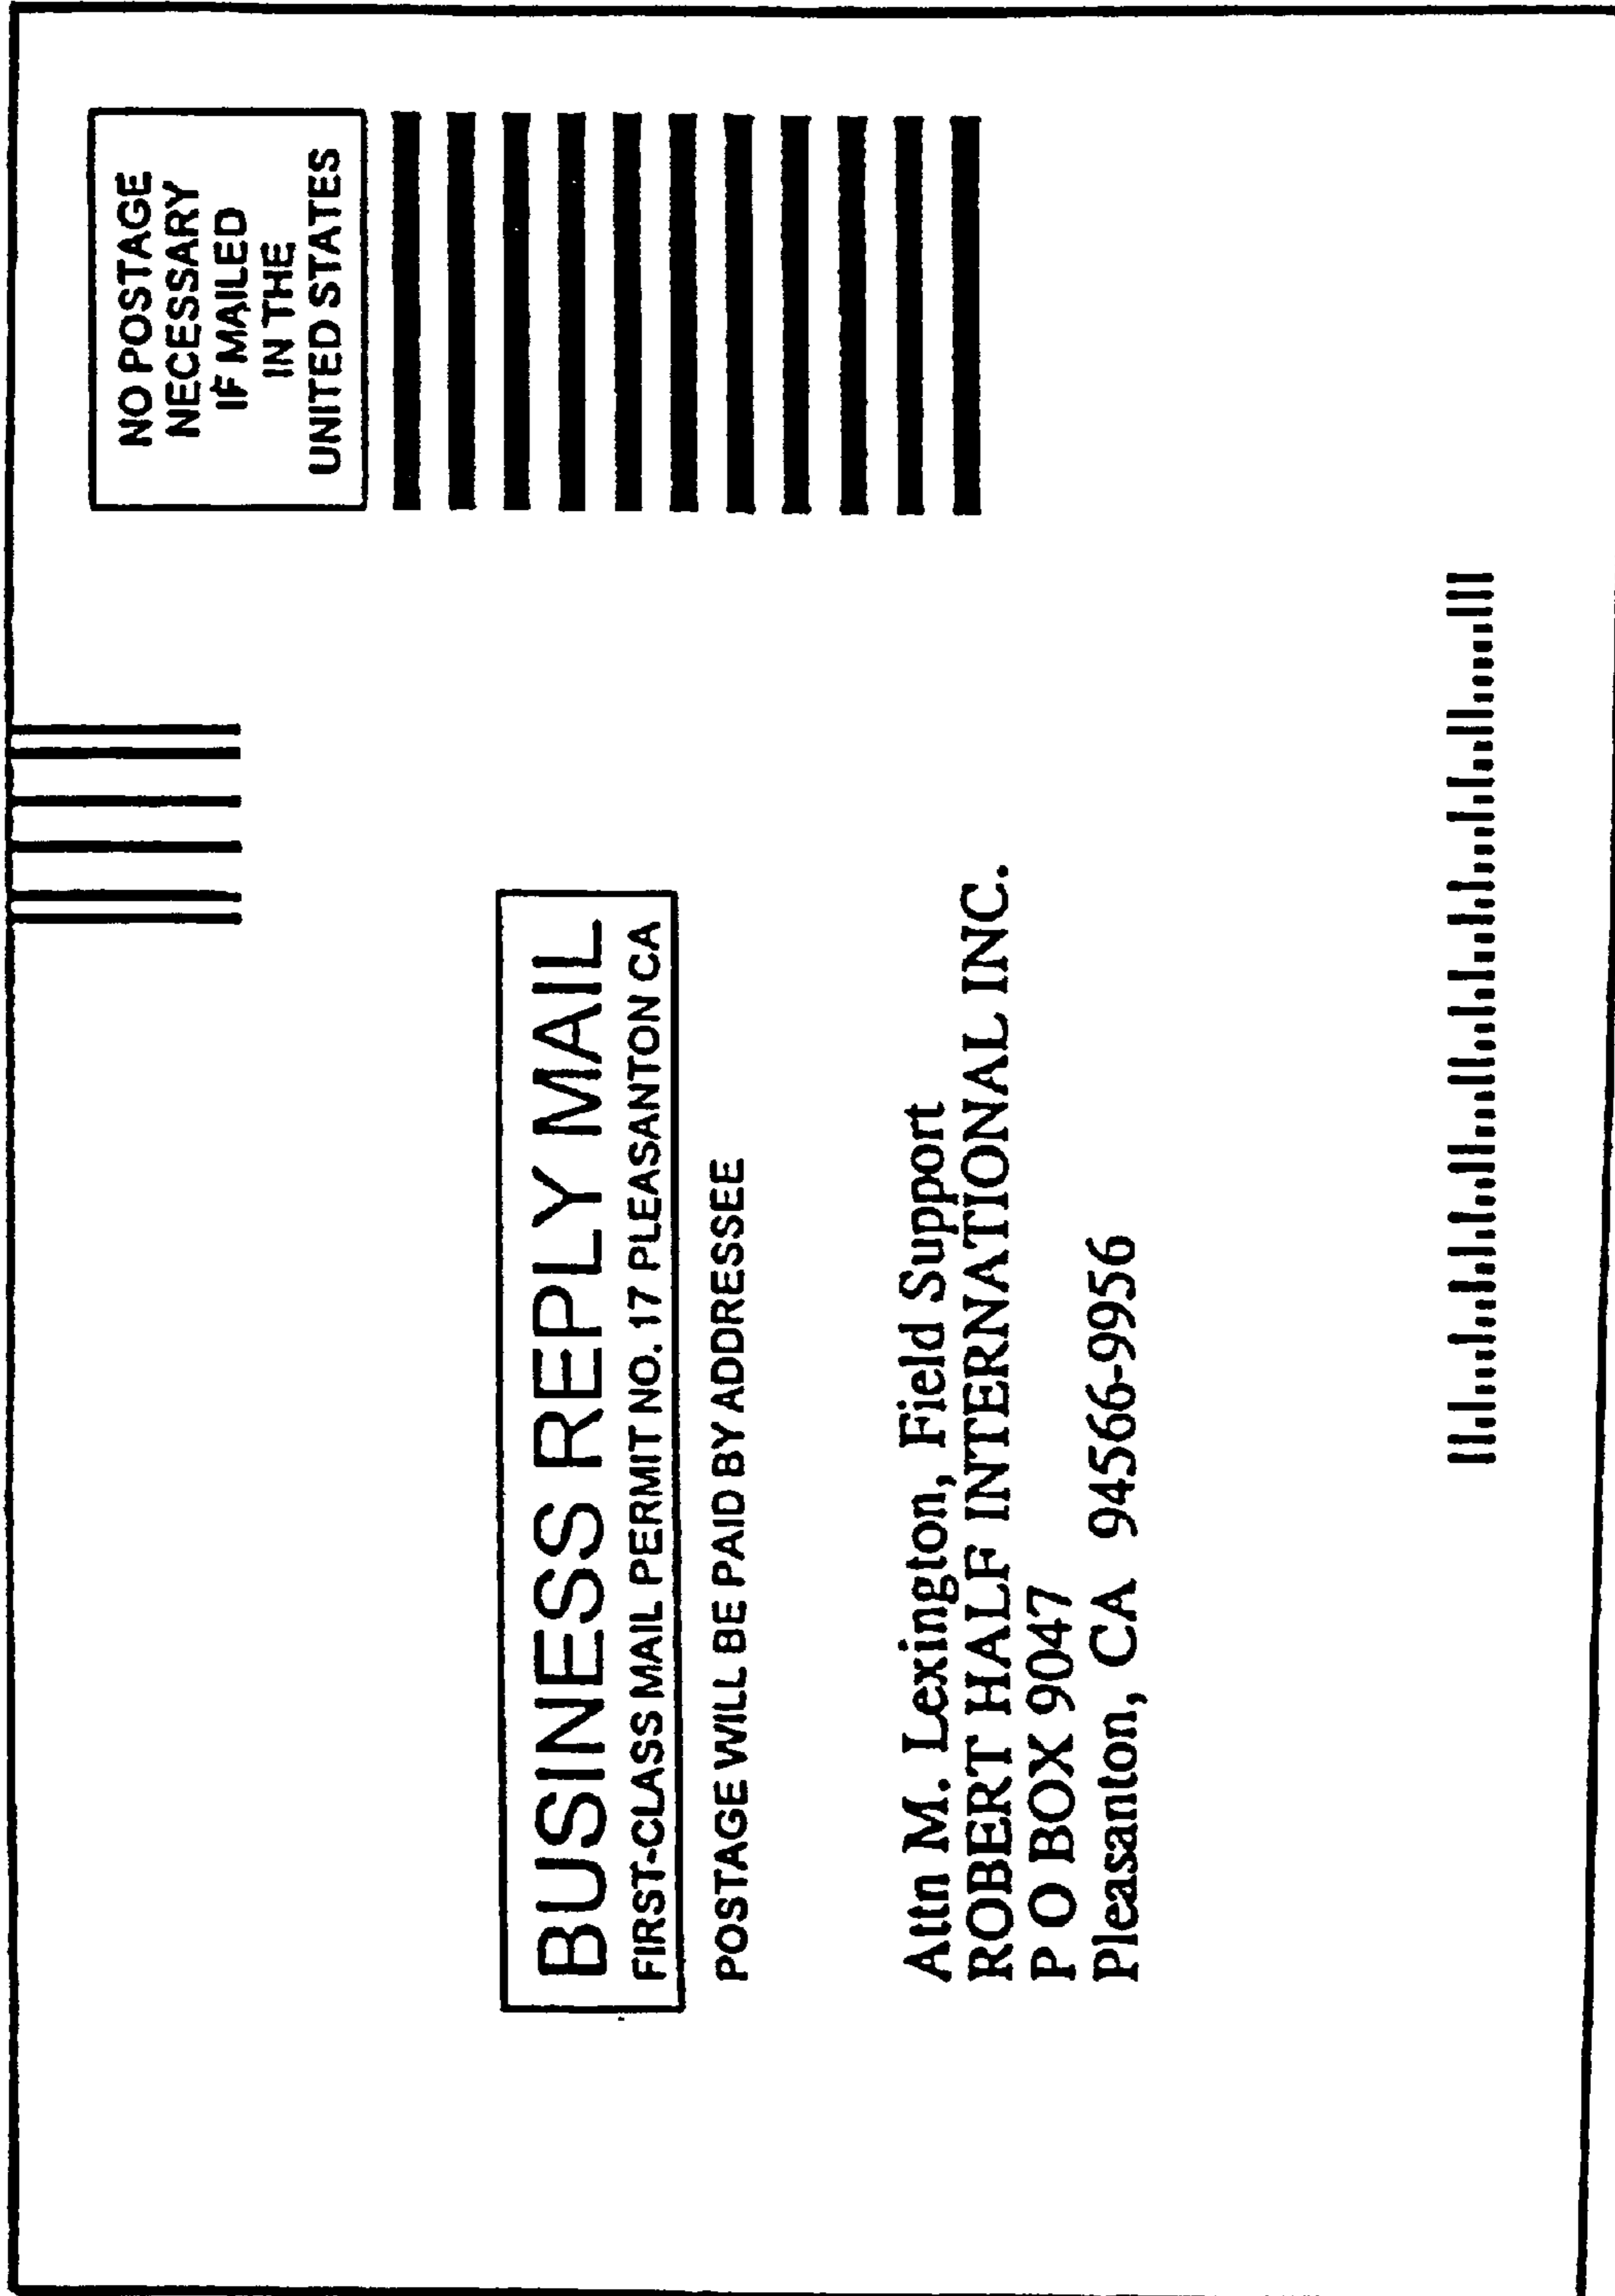 NO POSTAGE
NECESSARY
IF MAILED
IN THE
UNITED STATES
BUSINESS REPLY MAIL
FIRST-CLASS MAIL PERMIT NO. 17 PLEASANTON CA
POSTAGE WILL BE PAID BY ADDRESSEE
Attn M. Lexington, Field Support
ROBERT HALF INTERNATIONAL INC.
P O BOX 9047
Pleasanton, CA 94566-9956